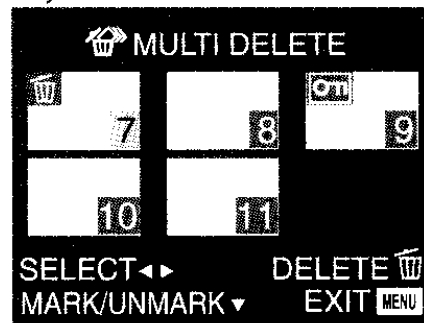 MULTI DELETE
7 8 9
10 11
SELECT◄► DELETE
MARK/UNMARK▼ EXIT MENU